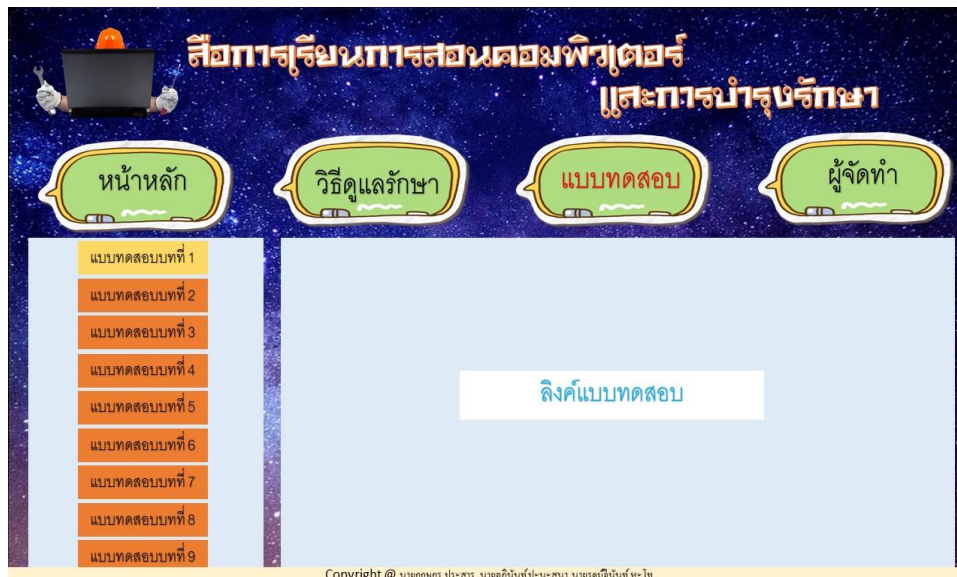 สื่อการเรียนการสอนคอมพิวเตอร์
และการบำรุงรักษา
หน้าหลัก
วิธีดูแลรักษา
แบบทดสอบ
ผู้จัดทำ
แบบทดสอบบทที่ 1
แบบทดสอบบทที่ 2
แบบทดสอบบทที่ 3
แบบทดสอบบทที่ 4
แบบทดสอบบทที่ 5
แบบทดสอบบทที่ 6
แบบทดสอบบทที่ 7
แบบทดสอบบทที่ 8
แบบทดสอบบทที่ 9
ลิงค์แบบทดสอบ
Copyright @